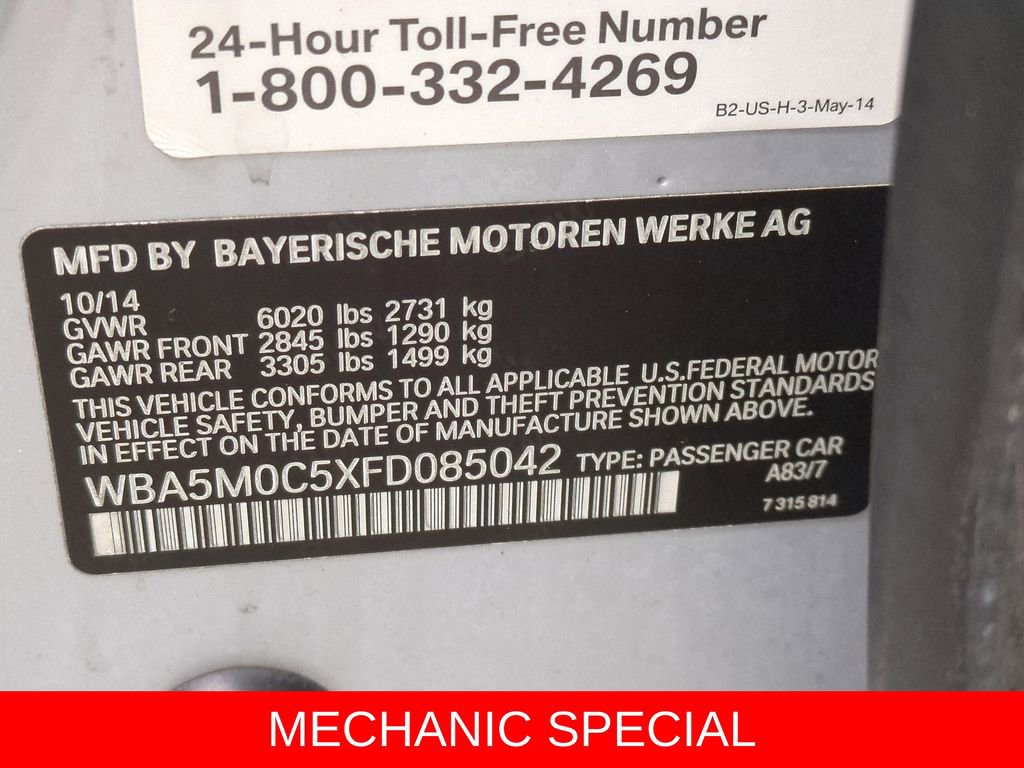 24-Hour Toll-Free Number
1-800-332-4269
B2-US-H-3-May-14
MFD BY BAYERISCHE MOTOREN WERKE AG
10/14
GVWR 6020 lbs 2731 kg
GAWR FRONT 2845 lbs 1290 kg
GAWR REAR 3305 lbs 1499 kg
THIS VEHICLE CONFORMS TO ALL APPLICABLE U.S.FEDERAL MOTOR
VEHICLE SAFETY, BUMPER AND THEFT PREVENTION STANDARDS
IN EFFECT ON THE DATE OF MANUFACTURE SHOWN ABOVE.
WBA5M0C5XFD085042 TYPE: PASSENGER CAR
A83/7
7 315 814
MECHANIC SPECIAL